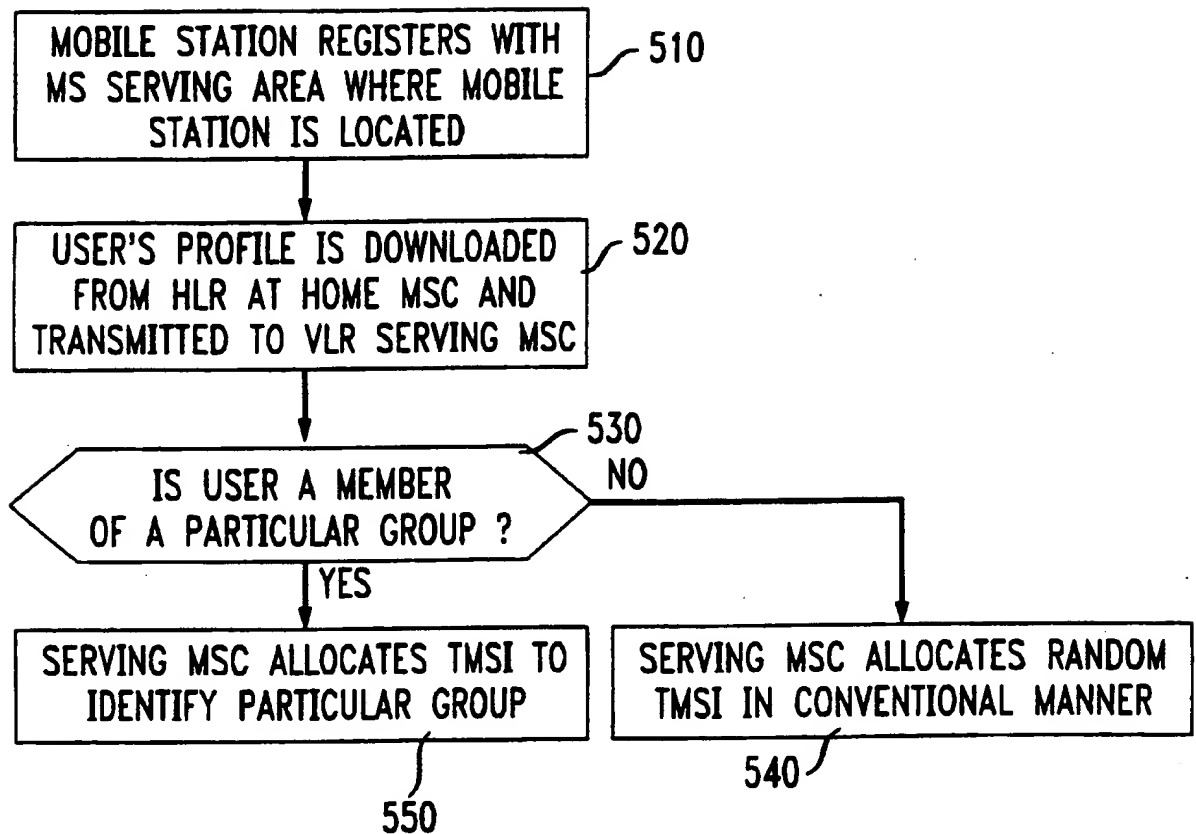 MOBILE STATION REGISTERS WITH
MS SERVING AREA WHERE MOBILE
STATION IS LOCATED
510
USER'S PROFILE IS DOWNLOADED
FROM HLR AT HOME MSC AND
TRANSMITTED TO VLR SERVING MSC
520
530
IS USER A MEMBER
OF A PARTICULAR GROUP ?
NO
YES
SERVING MSC ALLOCATES TMSI TO
IDENTIFY PARTICULAR GROUP
550
SERVING MSC ALLOCATES RANDOM
TMSI IN CONVENTIONAL MANNER
540